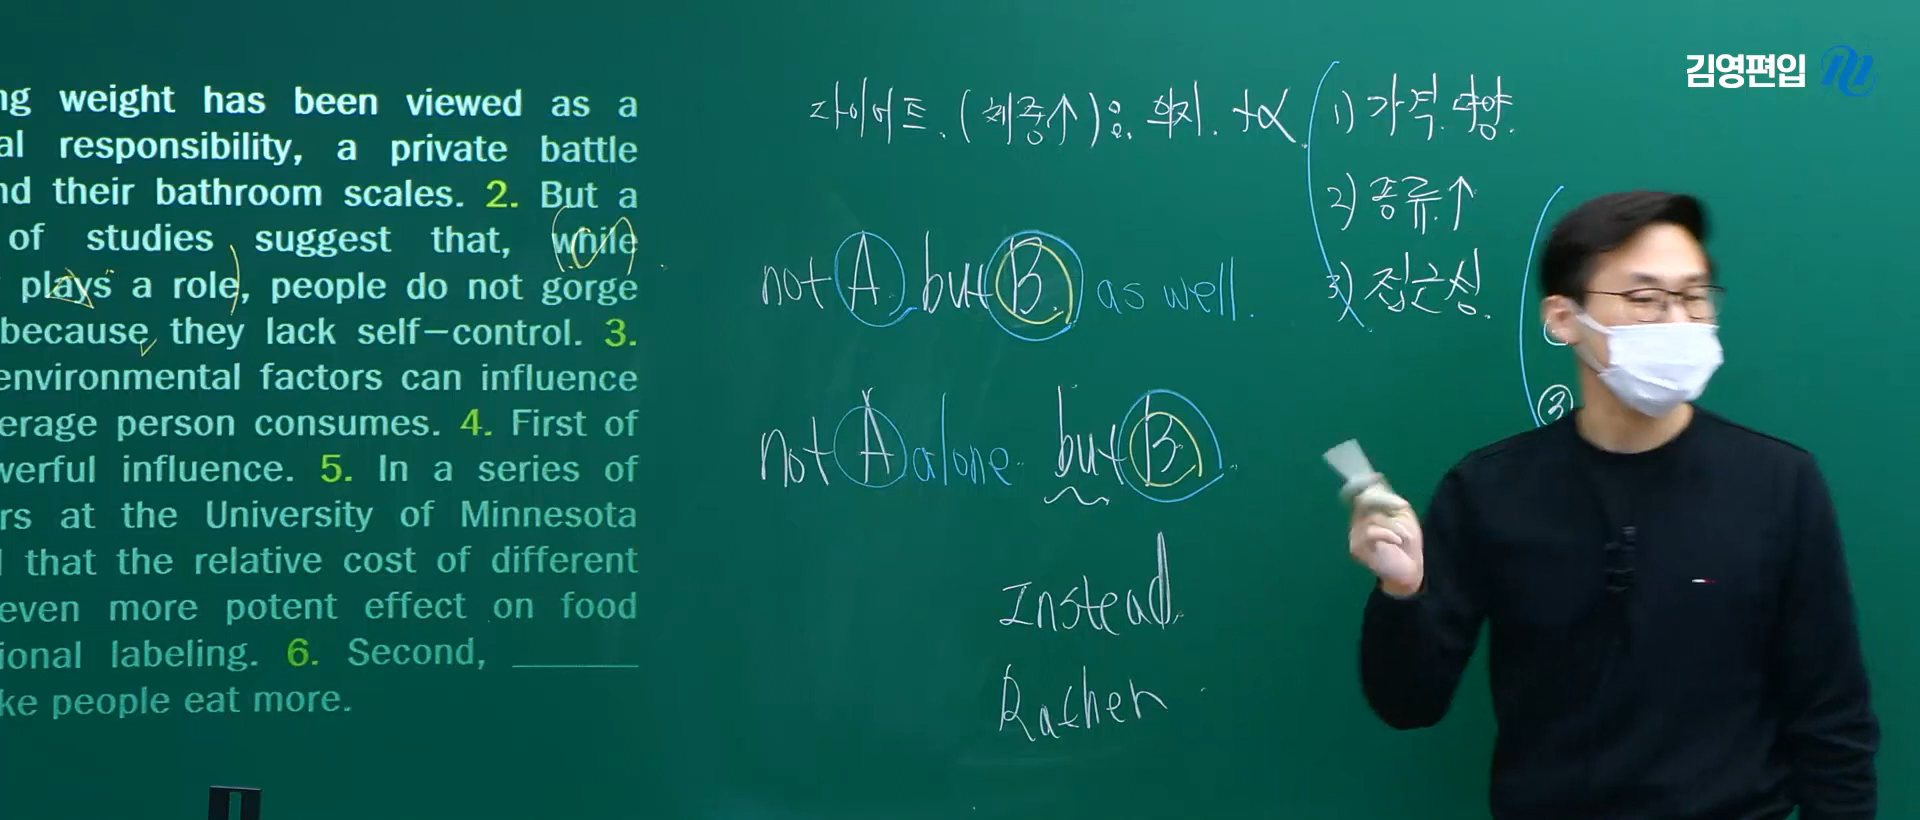 김영편입
ng weight has been viewed as a
al responsibility, a private battle
nd their bathroom scales. 2. But a
of studies suggest that, while
plays a role, people do not gorge
because they lack self-control. 3.
environmental factors can influence
erage person consumes. 4. First of
werful influence. 5. In a series of
rs at the University of Minnesota
that the relative cost of different
even more potent effect on food
ional labeling. 6. Second, ______
ke people eat more.
다이어트. (체중↑)은. 의지. +α.
not A, but B. as well.
not A alone. but B.
Instead.
Rather
1) 가격.
2) 종류↑
3) 접근성.
③